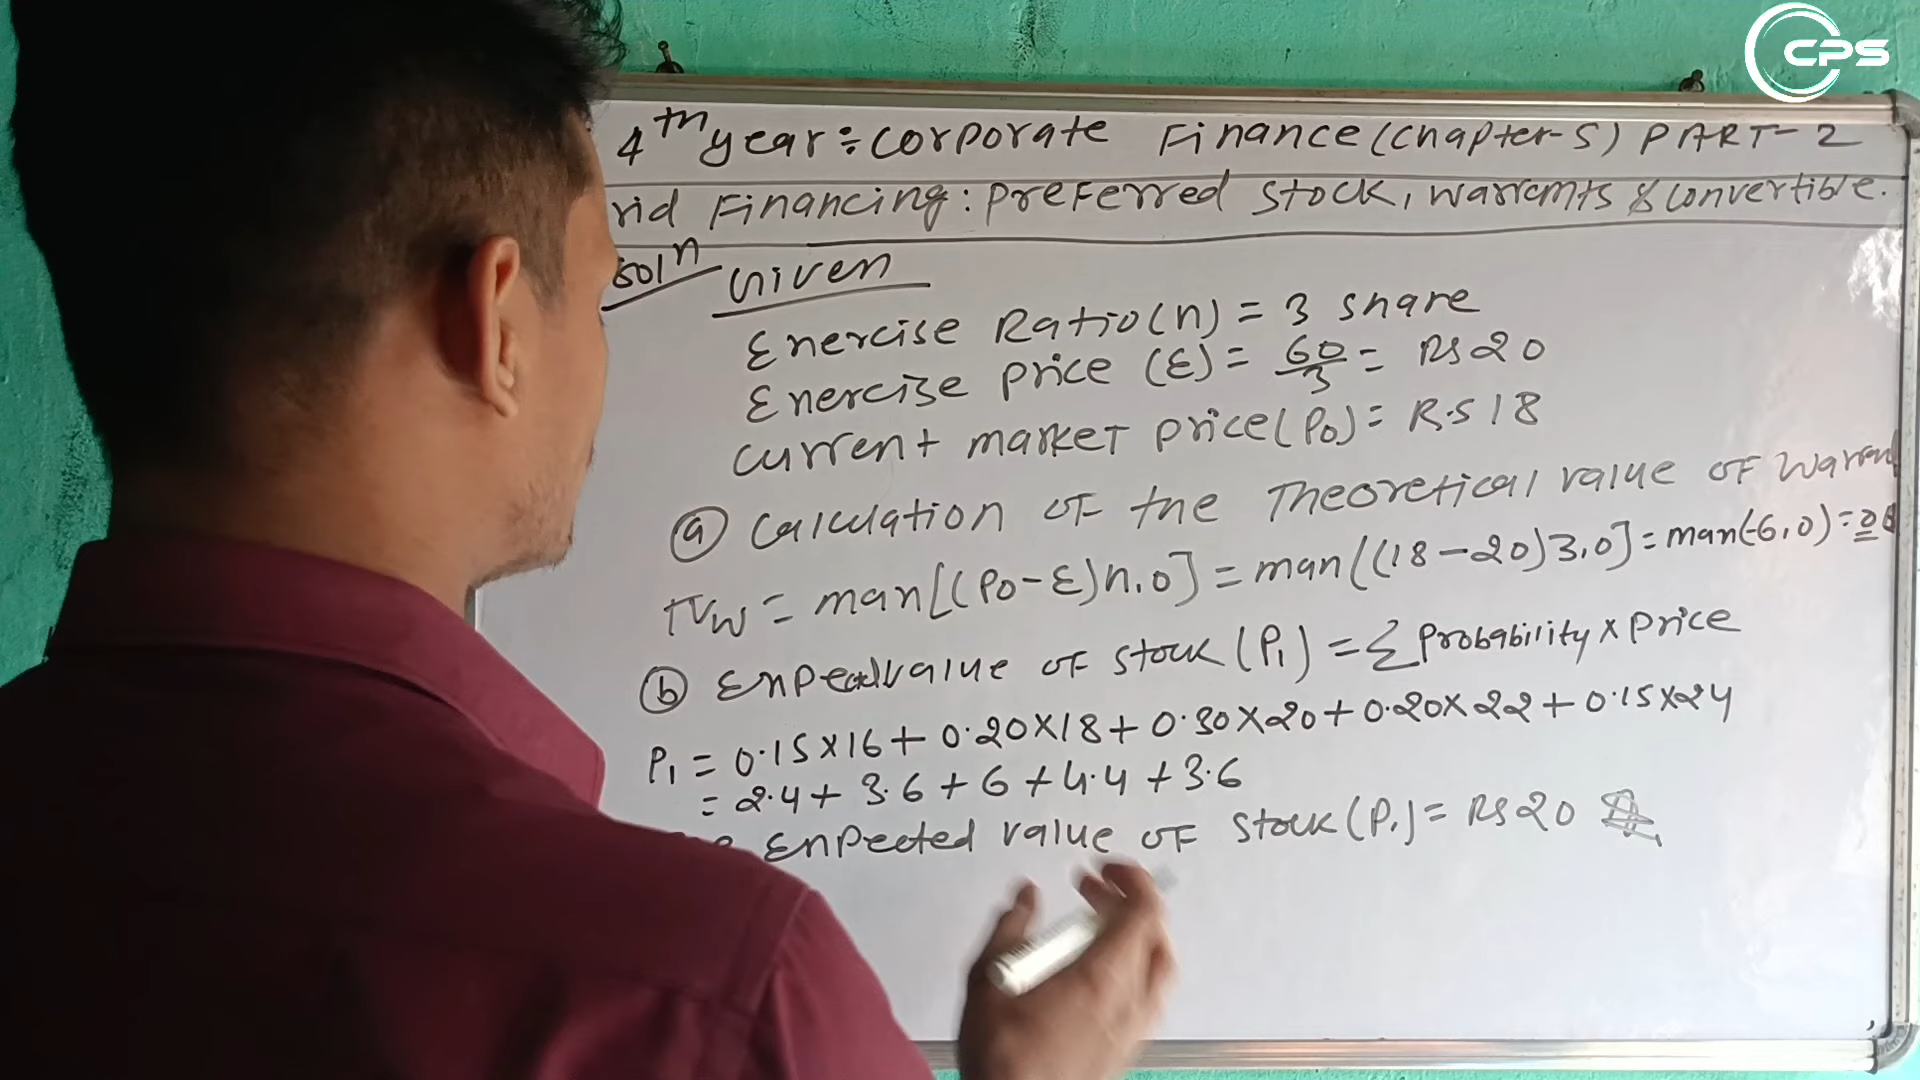 CPS
4th year ÷ corporate Finance (chapter-5) PART-2
rid Financing: Preferred stock, warrants & convertible.
soln Given
Exercise Ratio(n) = 3 share
Exercise price (E) = 60/3 = RS 20
current market price(P0) = R.S 18
(a) calculation of the Theoretical value of Warran
TVW = max[(P0-E)n,0] = max((18-20)3,0] = max(-6,0) = 0
(b) Expectedvalue of stock (P1) = Σ Probability x price
P1 = 0.15x16 + 0.20x18 + 0.30x20 + 0.20x22 + 0.15x24
= 2.4 + 3.6 + 6 + 4.4 + 3.6
Expected value of stock (P1) = RS 20